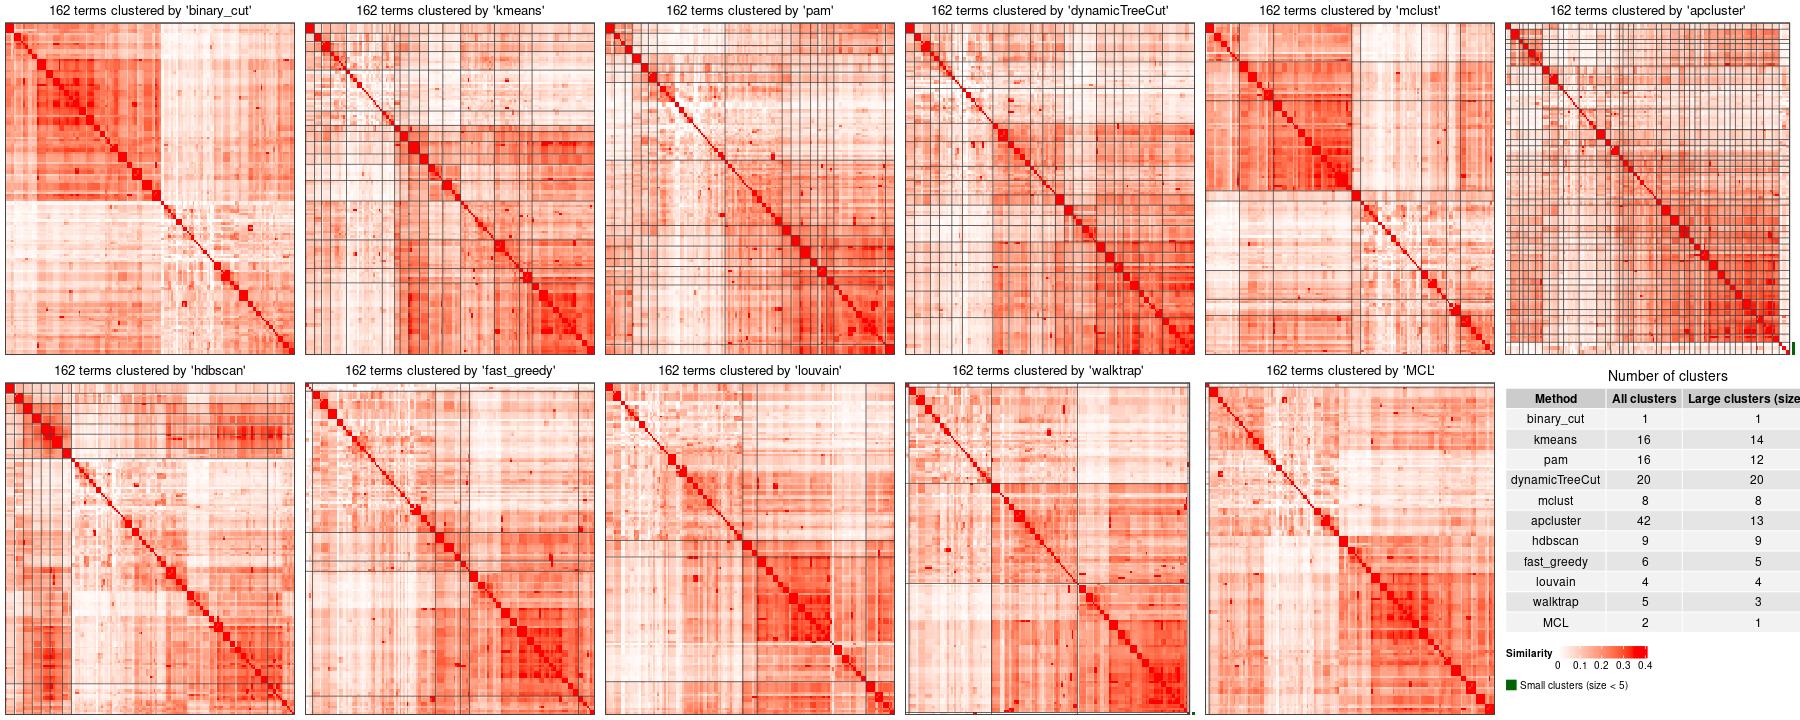 162 terms clustered by 'binary_cut'
162 terms clustered by 'kmeans'
162 terms clustered by 'pam'
162 terms clustered by 'dynamicTreeCut'
162 terms clustered by 'mclust'
162 terms clustered by 'apcluster'
162 terms clustered by 'hdbscan'
162 terms clustered by 'fast_greedy'
162 terms clustered by 'louvain'
162 terms clustered by 'walktrap'
162 terms clustered by 'MCL'
Number of clusters
Method All clusters Large clusters (size
binary_cut 1 1
kmeans 16 14
pam 16 12
dynamicTreeCut 20 20
mclust 8 8
apcluster 42 13
hdbscan 9 9
fast_greedy 6 5
louvain 4 4
walktrap 5 3
MCL 2 1
Similarity
0 0.1 0.2 0.3 0.4
Small clusters (size < 5)